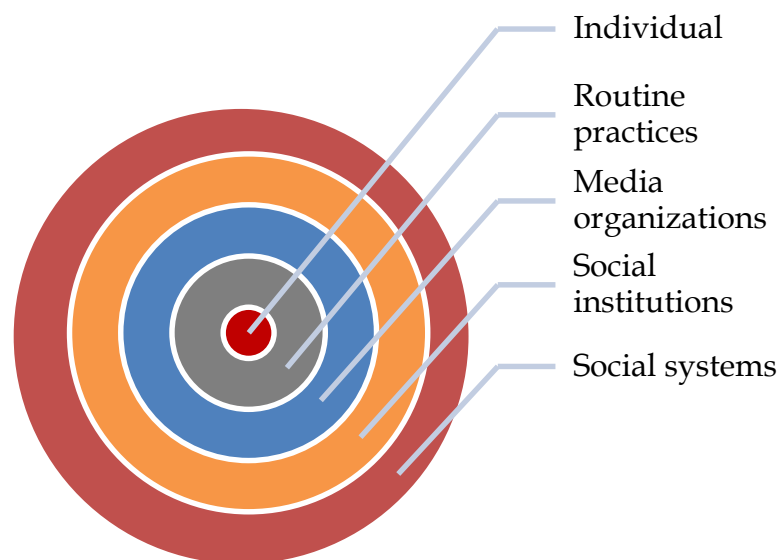 Individual
Routine
practices
Media
organizations
Social
institutions
Social systems